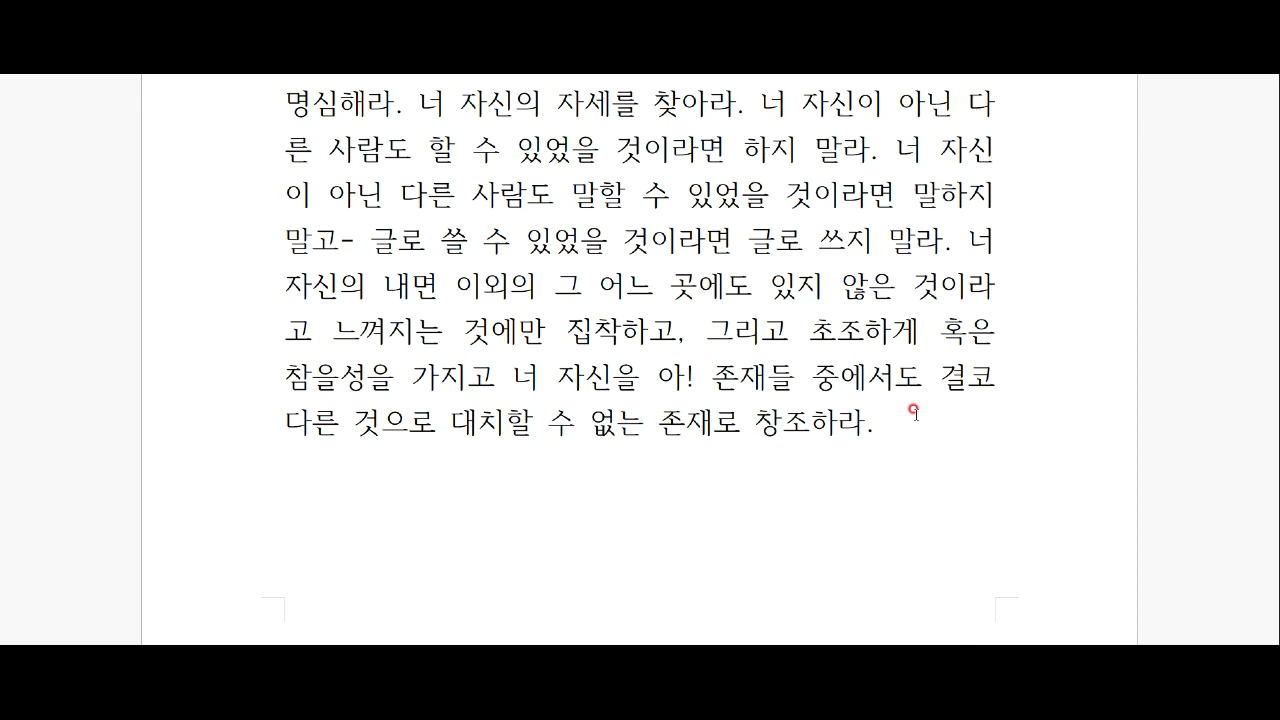 명심해라. 너 자신의 자세를 찾아라. 너 자신이 아닌 다
른 사람도 할 수 있었을 것이라면 하지 말라. 너 자신
이 아닌 다른 사람도 말할 수 있었을 것이라면 말하지
말고- 글로 쓸 수 있었을 것이라면 글로 쓰지 말라. 너
자신의 내면 이외의 그 어느 곳에도 있지 않은 것이라
고 느껴지는 것에만 집착하고, 그리고 초조하게 혹은
참을성을 가지고 너 자신을 아! 존재들 중에서도 결코
다른 것으로 대치할 수 없는 존재로 창조하라.